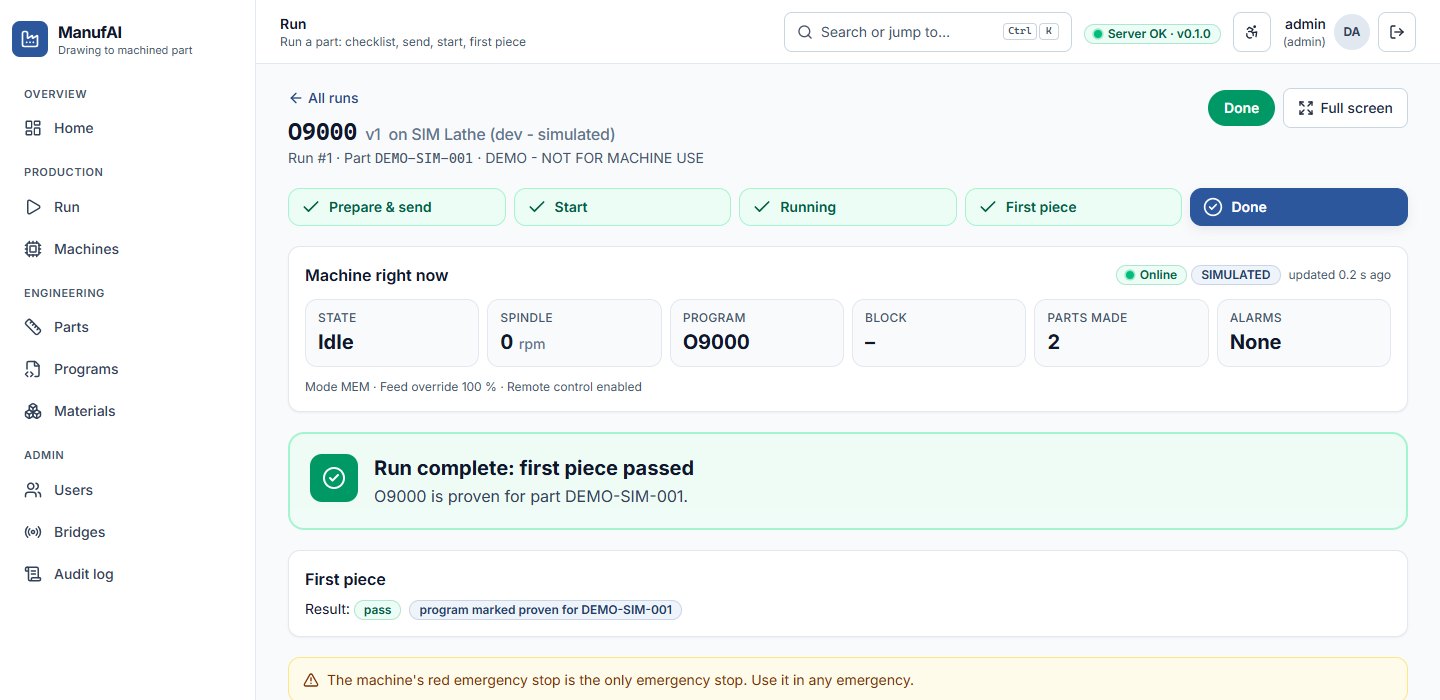 ManufAI
Drawing to machined part
OVERVIEW
Home
PRODUCTION
Run
Machines
ENGINEERING
Parts
Programs
Materials
ADMIN
Users
Bridges
Audit log
Run
Run a part: checklist, send, start, first piece
Search or jump to... Ctrl K
Server OK · v0.1.0
admin
(admin)
DA
All runs
O9000 v1 on SIM Lathe (dev - simulated)
Run #1 · Part DEMO-SIM-001 · DEMO - NOT FOR MACHINE USE
Done
Full screen
Prepare & send
Start
Running
First piece
Done
Machine right now
Online SIMULATED updated 0.2 s ago
STATE
Idle
SPINDLE
0 rpm
PROGRAM
O9000
BLOCK
–
PARTS MADE
2
ALARMS
None
Mode MEM · Feed override 100 % · Remote control enabled
Run complete: first piece passed
O9000 is proven for part DEMO-SIM-001.
First piece
Result: pass program marked proven for DEMO-SIM-001
The machine's red emergency stop is the only emergency stop. Use it in any emergency.